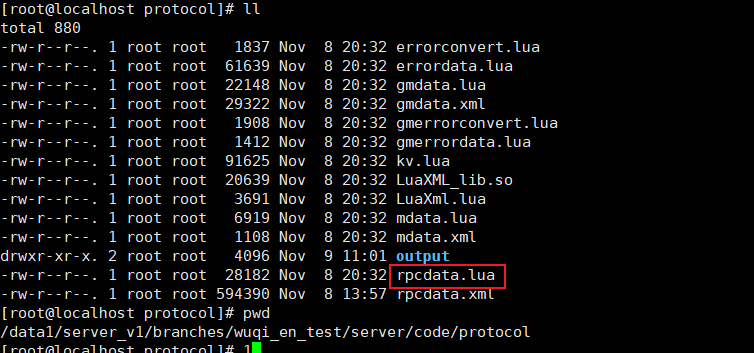 [root@localhost protocol]# ll
total 880
-rw-r--r--. 1 root root   1837 Nov  8 20:32 errorconvert.lua
-rw-r--r--. 1 root root  61639 Nov  8 20:32 errordata.lua
-rw-r--r--. 1 root root  22148 Nov  8 20:32 gmdata.lua
-rw-r--r--. 1 root root  29322 Nov  8 20:32 gmdata.xml
-rw-r--r--. 1 root root   1908 Nov  8 20:32 gmerrorconvert.lua
-rw-r--r--. 1 root root   1412 Nov  8 20:32 gmerrordata.lua
-rw-r--r--. 1 root root  91625 Nov  8 20:32 kv.lua
-rw-r--r--. 1 root root  20639 Nov  8 20:32 LuaXML_lib.so
-rw-r--r--. 1 root root   3691 Nov  8 20:32 LuaXml.lua
-rw-r--r--. 1 root root   6919 Nov  8 20:32 mdata.lua
-rw-r--r--. 1 root root   1108 Nov  8 20:32 mdata.xml
drwxr-xr-x. 2 root root   4096 Nov  9 11:01 output
-rw-r--r--. 1 root root  28182 Nov  8 20:32 rpcdata.lua
-rw-r--r--. 1 root root 594390 Nov  8 13:57 rpcdata.xml
[root@localhost protocol]# pwd
/data1/server_v1/branches/wuqi_en_test/server/code/protocol
[root@localhost protocol]# 1